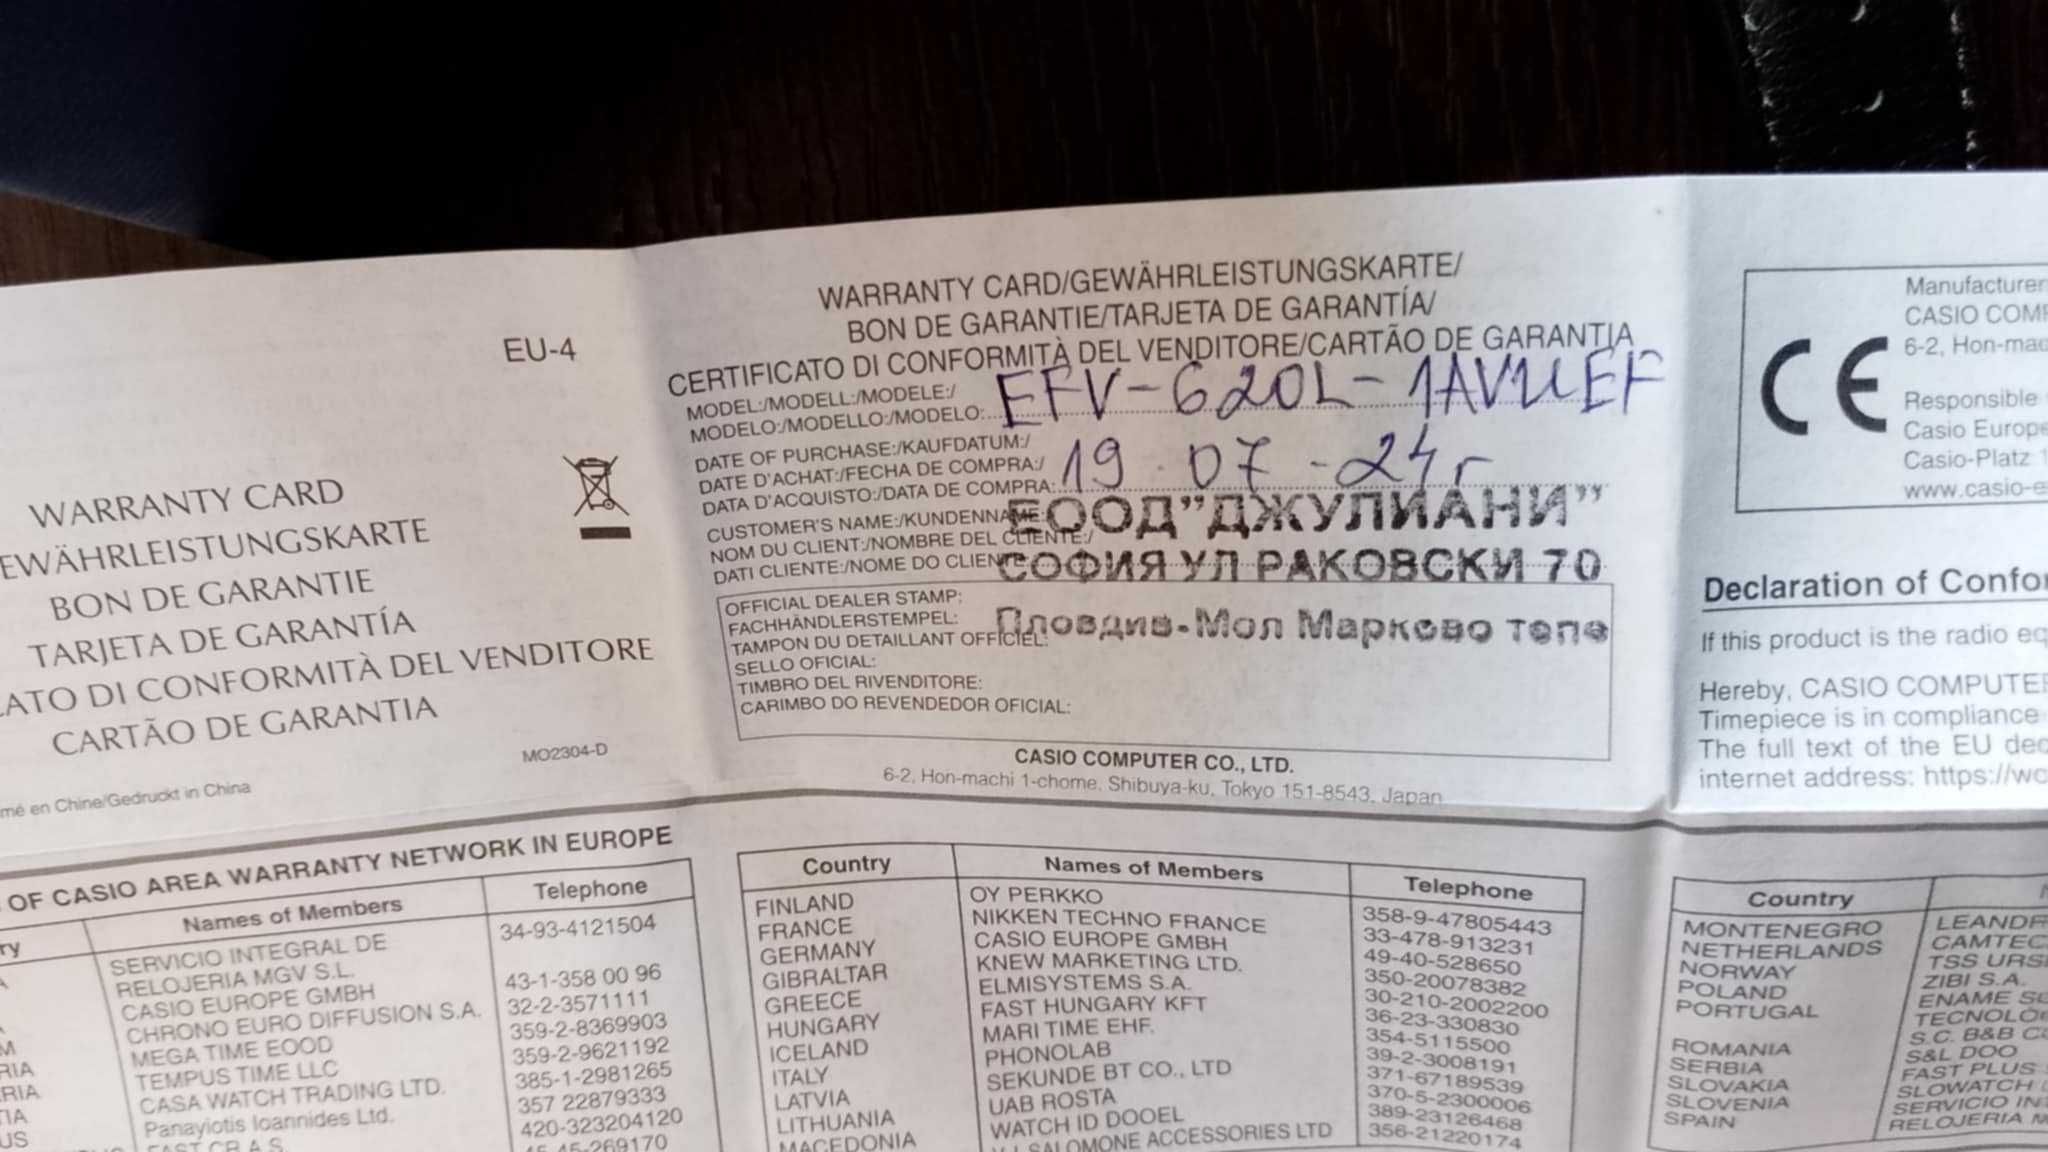 EU-4
WARRANTY CARD
EWÄHRLEISTUNGSKARTE
BON DE GARANTIE
TARJETA DE GARANTÍA
CATO DI CONFORMITÀ DEL VENDITORE
CARTÃO DE GARANTIA
MO2304-D
mé en Chine/Gedruckt in China
WARRANTY CARD/GEWÄHRLEISTUNGSKARTE/
BON DE GARANTIE/TARJETA DE GARANTÍA/
CERTIFICATO DI CONFORMITÀ DEL VENDITORE/CARTÃO DE GARANTIA
MODEL:/MODELL:/MODELE:/
MODELO:/MODELLO:/MODELO: EFV-620L-1AVUEF
DATE OF PURCHASE:/KAUFDATUM:/
DATE D'ACHAT:/FECHA DE COMPRA:/
DATA D'ACQUISTO:/DATA DE COMPRA: 19.07-24г
CUSTOMER'S NAME:/KUNDENNAME:
NOM DU CLIENT:/NOMBRE DEL CLIENTE:/
DATI CLIENTE:/NOME DO CLIENTE
ЕООД"ДЖУЛИАНИ"
СОФИЯ УЛ РАКОВСКИ 70
Пловдив-Мол Марково тепе
OFFICIAL DEALER STAMP:
FACHHÄNDLERSTEMPEL:
TAMPON DU DETAILLANT OFFICIEL:
SELLO OFICIAL:
TIMBRO DEL RIVENDITORE:
CARIMBO DO REVENDEDOR OFICIAL:
CASIO COMPUTER CO., LTD.
6-2, Hon-machi 1-chome, Shibuya-ku, Tokyo 151-8543, Japan
CE
Manufacturer
CASIO COM
6-2, Hon-mac
Responsible
Casio Europe
Casio-Platz 1
www.casio-e
Declaration of Confo
If this product is the radio eq
Hereby, CASIO COMPUTE
Timepiece is in compliance
The full text of the EU dec
internet address: https://wo
OF CASIO AREA WARRANTY NETWORK IN EUROPE
ry Names of Members Telephone
SERVICIO INTEGRAL DE 34-93-4121504
RELOJERIA MGV S.L.
CASIO EUROPE GMBH 43-1-358 00 96
CHRONO EURO DIFFUSION S.A. 32-2-3571111
MEGA TIME EOOD 359-2-8369903
RIA TEMPUS TIME LLC 359-2-9621192
RIA CASA WATCH TRADING LTD. 385-1-2981265
TIA Panayiotis Ioannides Ltd. 357 22879333
US FAST CR A.S. 420-323204120
45-45-269170
Country Names of Members Telephone
FINLAND OY PERKKO 358-9-47805443
FRANCE NIKKEN TECHNO FRANCE 33-478-913231
GERMANY CASIO EUROPE GMBH 49-40-528650
GIBRALTAR KNEW MARKETING LTD. 350-20078382
GREECE ELMISYSTEMS S.A. 30-210-2002200
HUNGARY FAST HUNGARY KFT 36-23-330830
ICELAND MARI TIME EHF. 354-5115500
ITALY PHONOLAB 39-2-3008191
LATVIA SEKUNDE BT CO., LTD 371-67189539
LITHUANIA UAB ROSTA 370-5-2300006
MACEDONIA WATCH ID DOOEL 389-23126468
SALOMONE ACCESSORIES LTD 356-21220174
Country
MONTENEGRO LEANDR
NETHERLANDS CAMTEC
NORWAY TSS URS
POLAND ZIBI S.A.
PORTUGAL ENAME
TECNOLO
ROMANIA S.C. B&B C
SERBIA S&L DOO
SLOVAKIA FAST PLUS
SLOVENIA SLOWATCH
SPAIN SERVICIO IN
RELOJERIA M